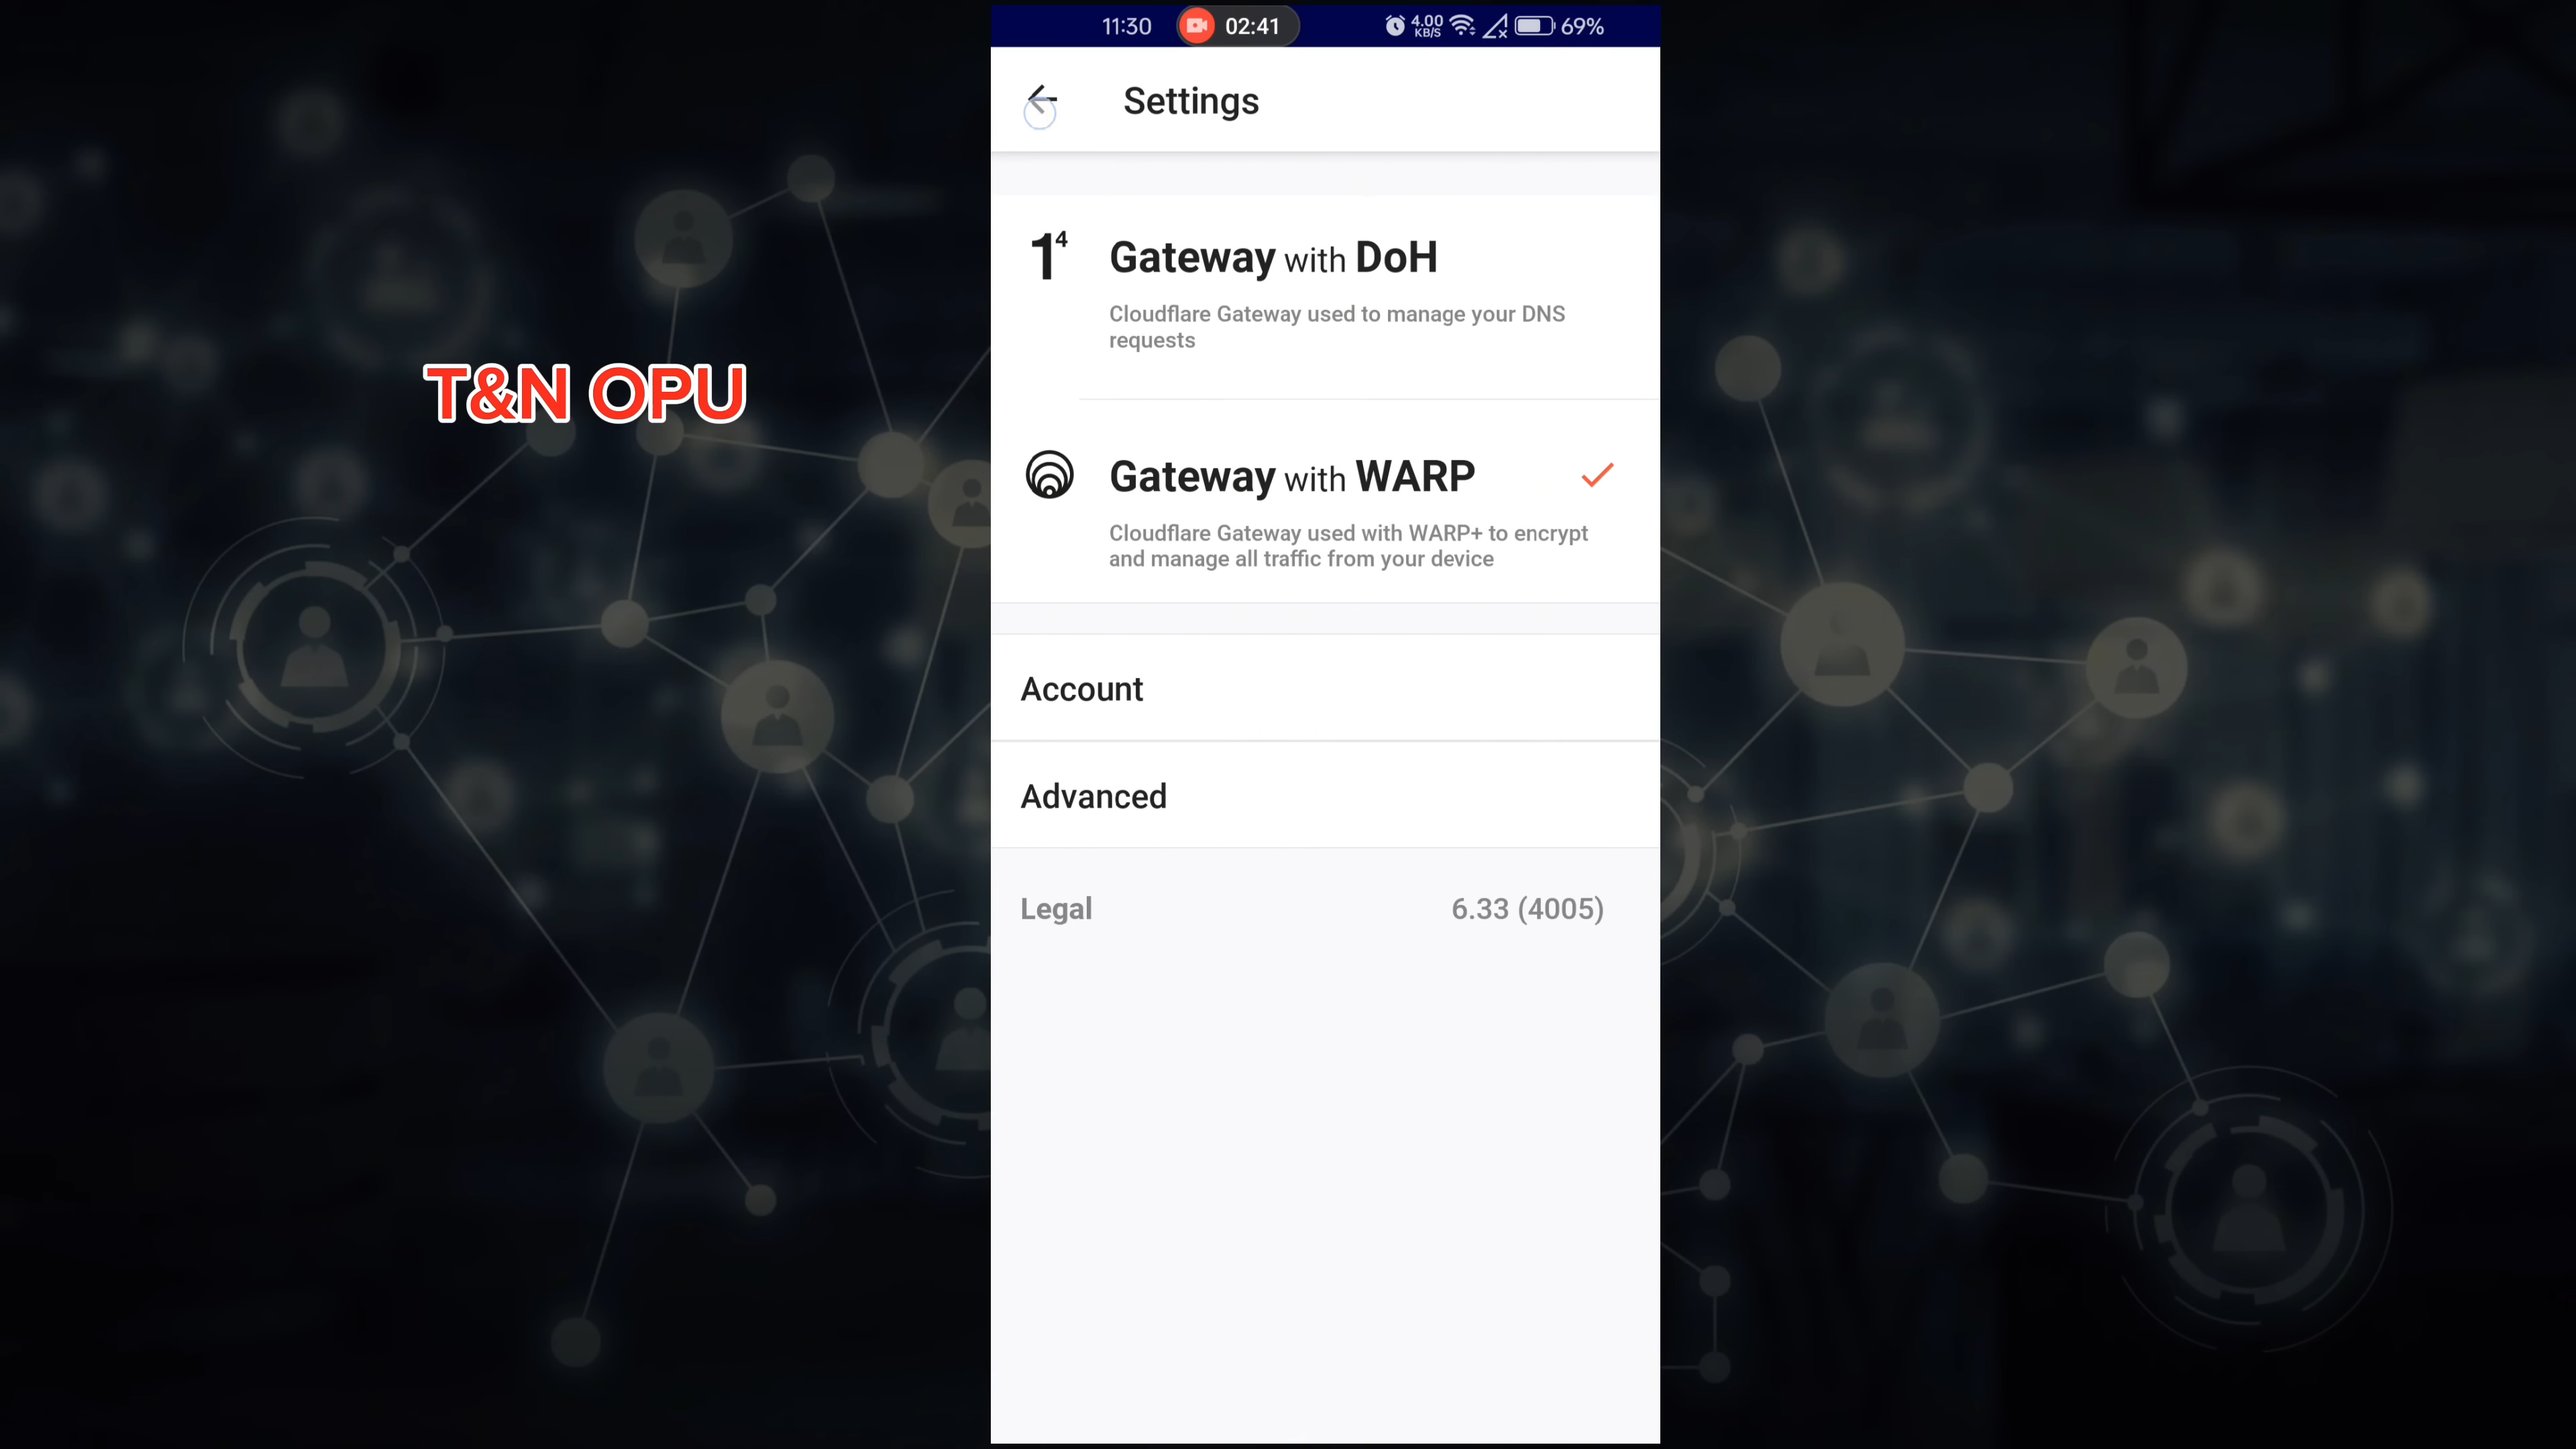 11:30 02:41 4.00 KB/S 69%
Settings
T&N OPU
1⁴ Gateway with DoH
Cloudflare Gateway used to manage your DNS
requests
Gateway with WARP
Cloudflare Gateway used with WARP+ to encrypt
and manage all traffic from your device
Account
Advanced
Legal 6.33 (4005)